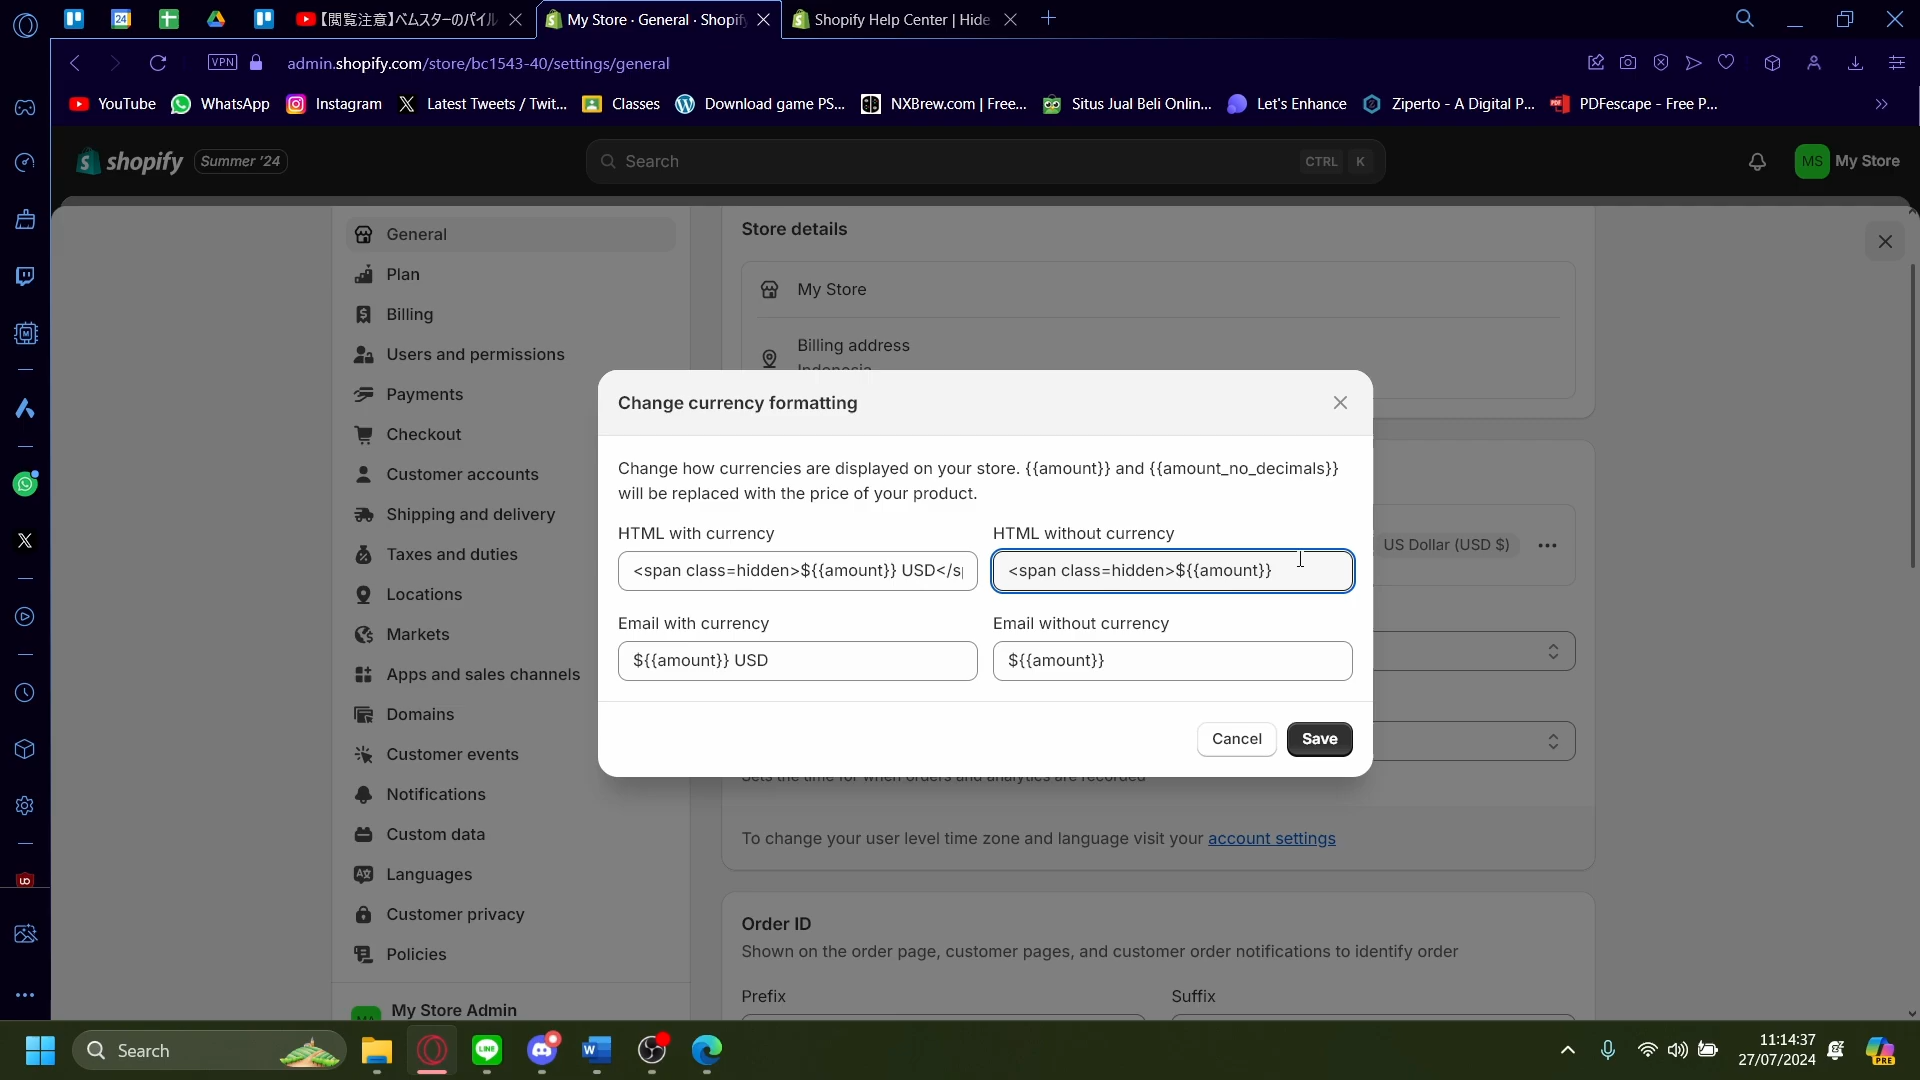 【閲覧注意】ベムスターのパイル
My Store · General · Shopify
Shopify Help Center | Hide
VPN
admin.shopify.com/store/bc1543-40/settings/general
YouTube
WhatsApp
Instagram
Latest Tweets / Twit...
Classes
Download game PS...
NXBrew.com | Free...
Situs Jual Beli Onlin...
Let's Enhance
Ziperto - A Digital P...
PDFescape - Free P...
shopify
Summer '24
Search
CTRL K
MS
My Store
General
Plan
Billing
Users and permissions
Payments
Checkout
Customer accounts
Shipping and delivery
Taxes and duties
Locations
Markets
Apps and sales channels
Domains
Customer events
Notifications
Custom data
Languages
Customer privacy
Policies
My Store Admin
Store details
My Store
Billing address
Indonesia
Change currency formatting
Change how currencies are displayed on your store. {{amount}} and {{amount_no_decimals}}
will be replaced with the price of your product.
HTML with currency
HTML without currency
<span class=hidden>${{amount}} USD</s
<span class=hidden>${{amount}}
Email with currency
Email without currency
${{amount}} USD
${{amount}}
Cancel
Save
US Dollar (USD $)
Sets the time for when orders and analytics are recorded
To change your user level time zone and language visit your account settings
Order ID
Shown on the order page, customer pages, and customer order notifications to identify order
Prefix
Suffix
Search
11:14:37
27/07/2024